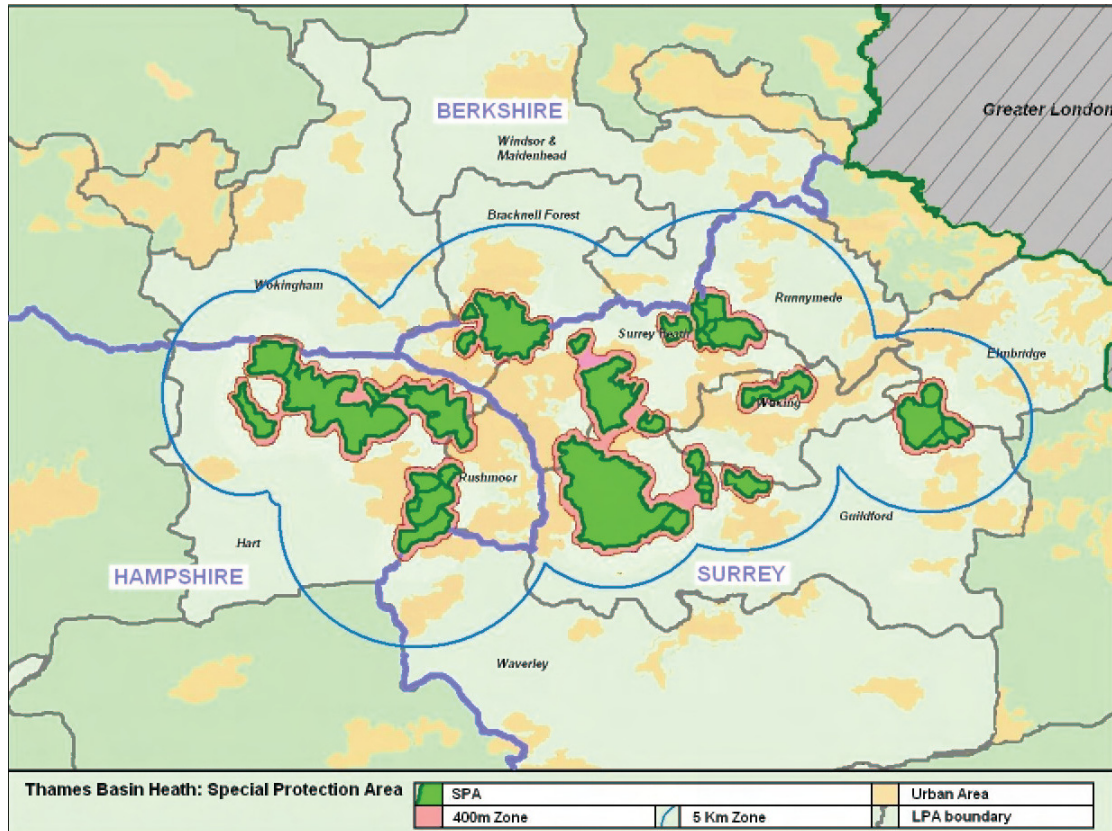 BERKSHIRE
Greater London
Windsor &
Maidenhead
Bracknell Forest
Wokingham
Runnymede
Surrey Heath
Elmbridge
Woking
Rushmoor
Guildford
Hart
HAMPSHIRE
SURREY
Waverley
Thames Basin Heath: Special Protection Area
SPA
Urban Area
400m Zone
5 Km Zone
LPA boundary